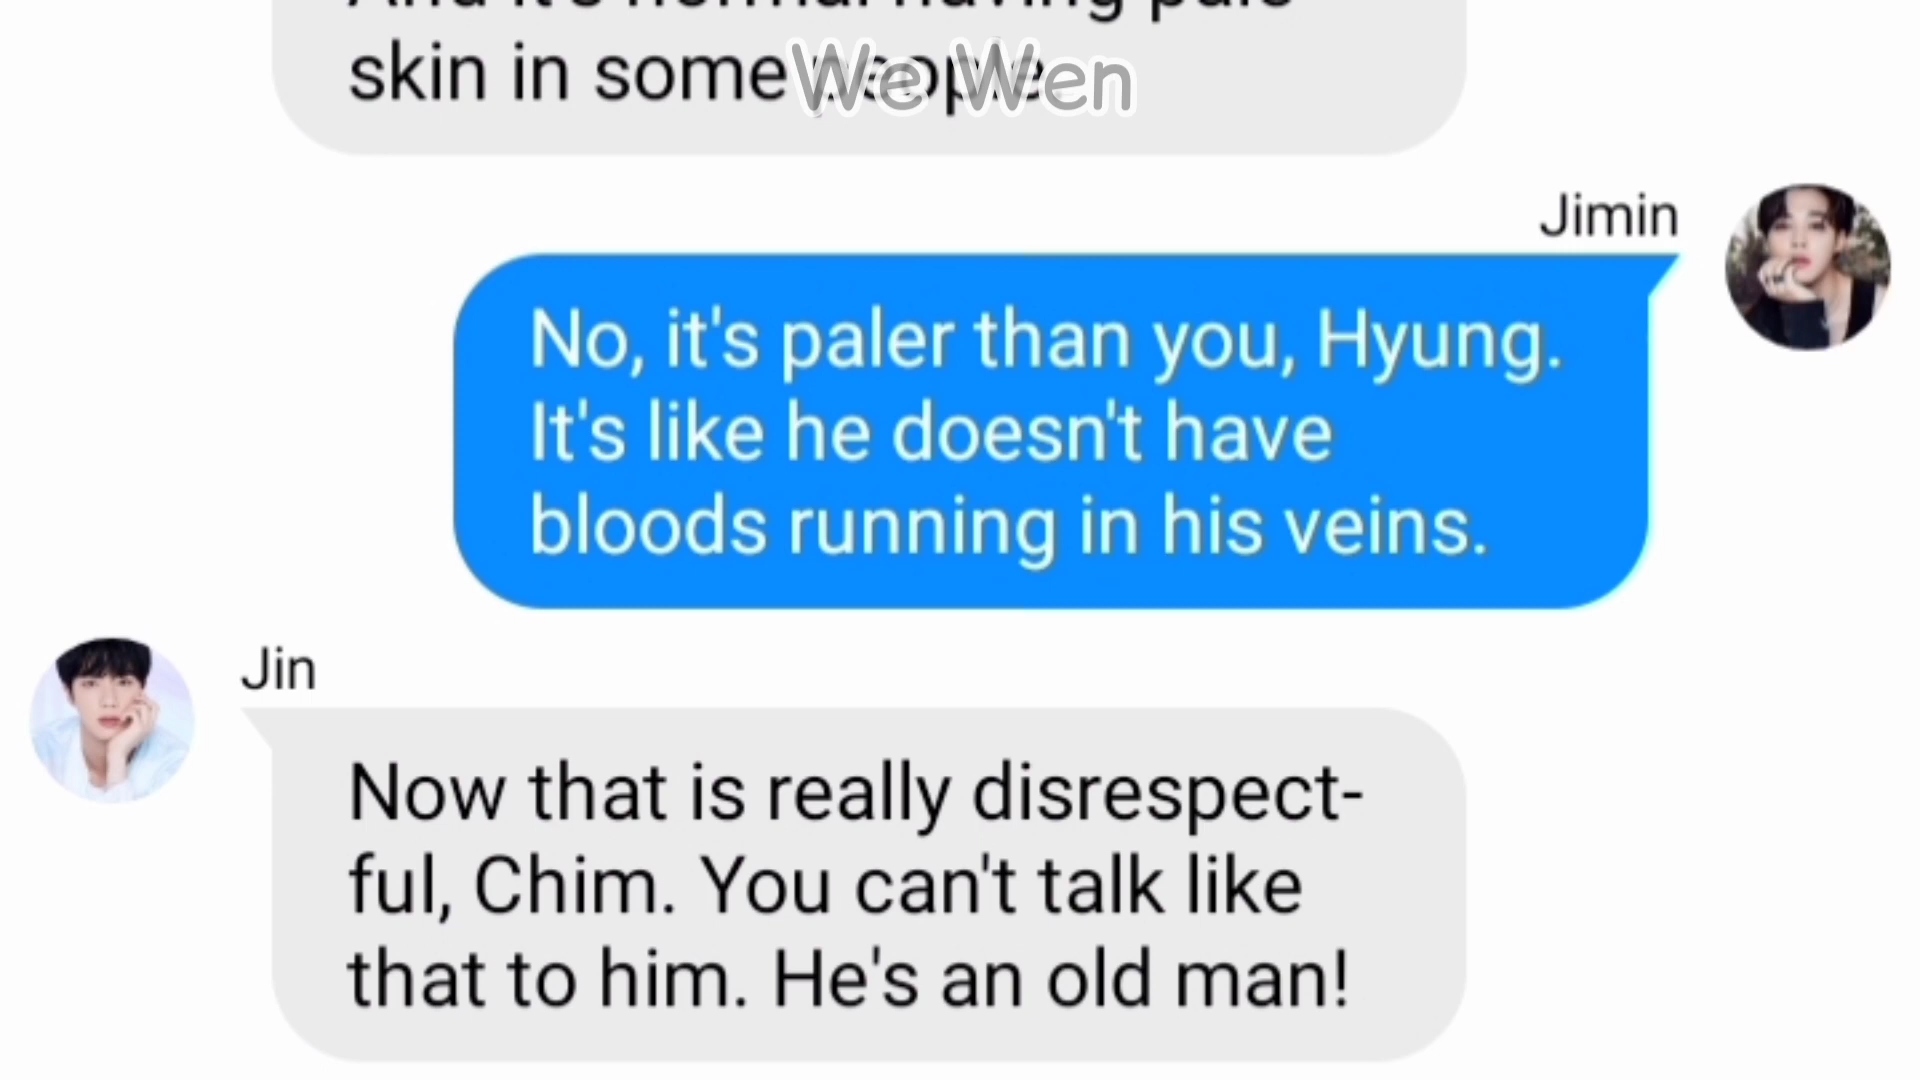 And it's normal having pale
skin in some people.
We Wen
Jimin
No, it's paler than you, Hyung.
It's like he doesn't have
bloods running in his veins.
Jin
Now that is really disrespect-
ful, Chim. You can't talk like
that to him. He's an old man!